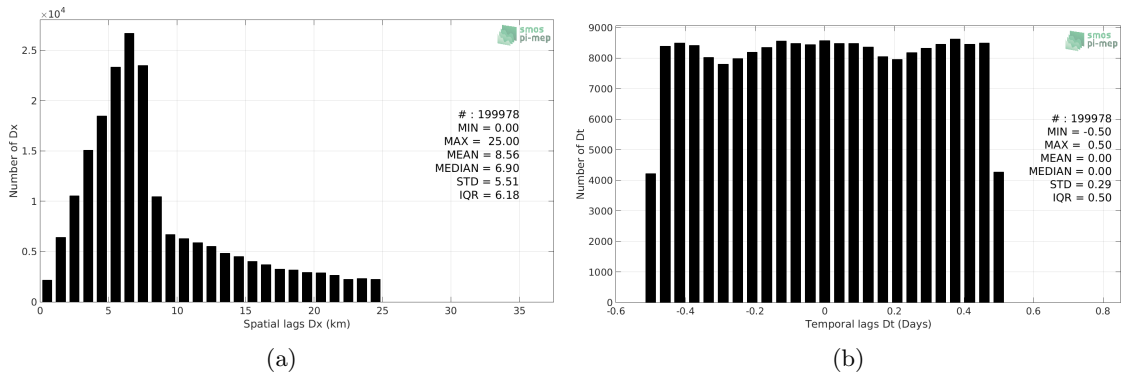 ×10⁴
2.5
2
1.5
1
0.5
0
Number of Dx
0 5 10 15 20 25 30 35
Spatial lags Dx (km)
smos
pi-mep
# : 199978
MIN = 0.00
MAX = 25.00
MEAN = 8.56
MEDIAN = 6.90
STD = 5.51
IQR = 6.18
(a)
9000
8000
7000
6000
5000
4000
3000
2000
1000
0
Number of Dt
-0.6 -0.4 -0.2 0 0.2 0.4 0.6 0.8
Temporal lags Dt (Days)
smos
pi-mep
# : 199978
MIN = -0.50
MAX = 0.50
MEAN = 0.00
MEDIAN = 0.00
STD = 0.29
IQR = 0.50
(b)